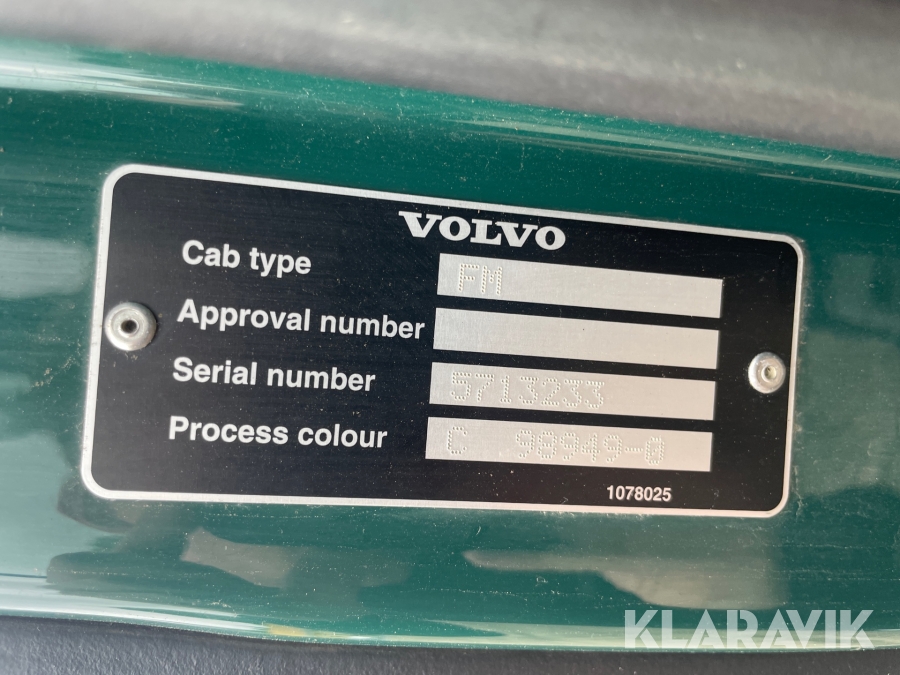 VOLVO
Cab type FM
Approval number
Serial number 5713233
Process colour C 98949-0
1078025
KLARAVIK